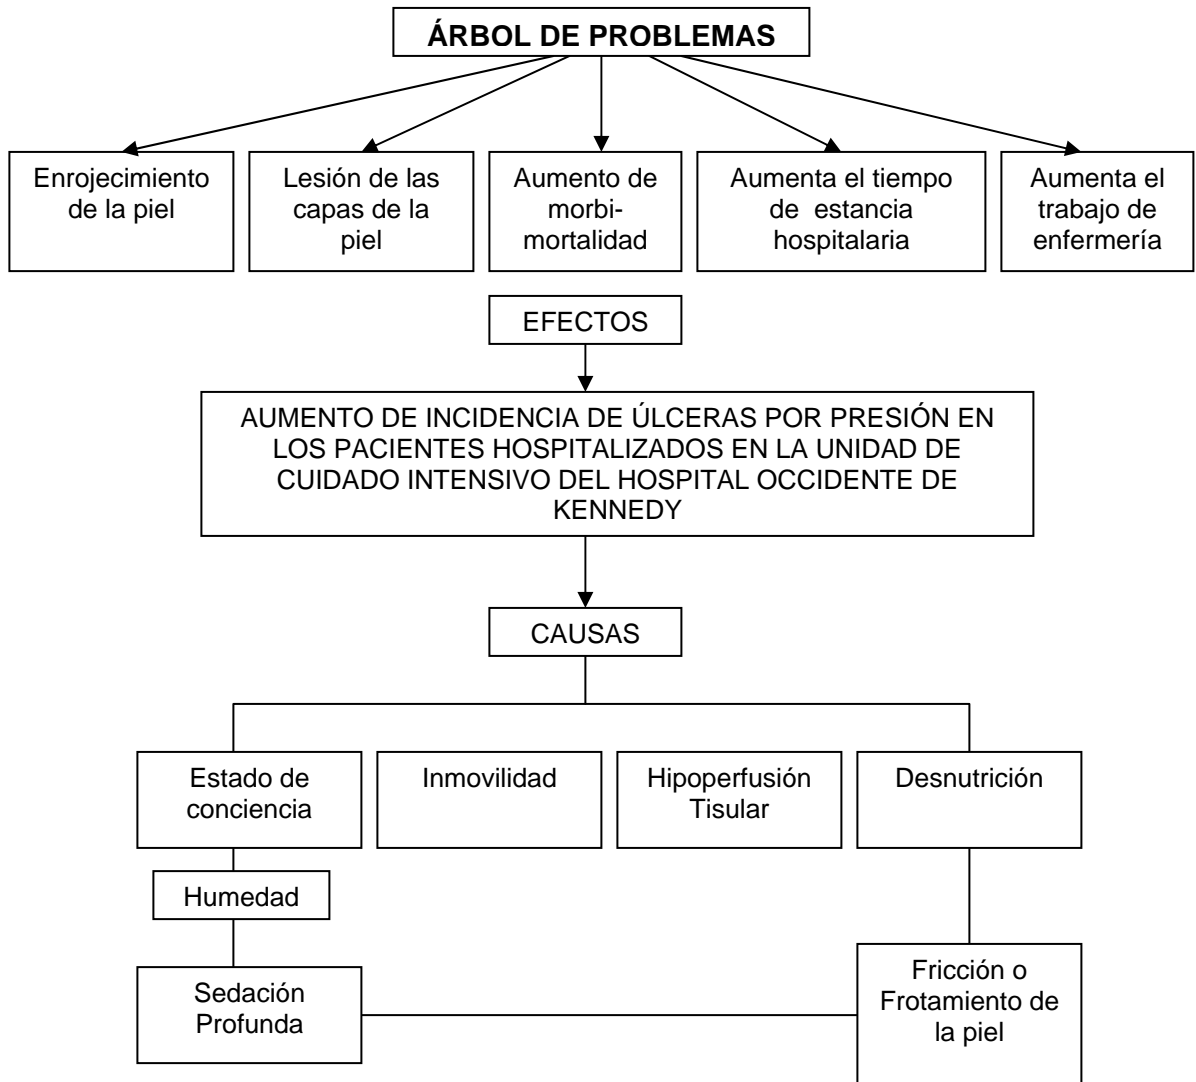 ÁRBOL DE PROBLEMAS
Enrojecimiento
de la piel
Lesión de las
capas de la
piel
Aumento de
morbi-
mortalidad
Aumenta el tiempo
de estancia
hospitalaria
Aumenta el
trabajo de
enfermería
EFECTOS
AUMENTO DE INCIDENCIA DE ÚLCERAS POR PRESIÓN EN
LOS PACIENTES HOSPITALIZADOS EN LA UNIDAD DE
CUIDADO INTENSIVO DEL HOSPITAL OCCIDENTE DE
KENNEDY
CAUSAS
Estado de
conciencia
Inmovilidad
Hipoperfusión
Tisular
Desnutrición
Humedad
Sedación
Profunda
Fricción o
Frotamiento de
la piel